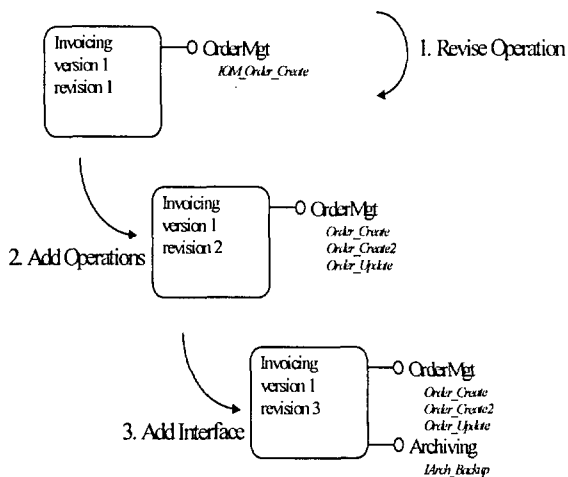 Invoicing
version 1
revision 1
OrderMgt
IOM_Order_Create
1. Revise Operation
Invoicing
version 1
revision 2
OrderMgt
Order_Create
Order_Create2
Order_Update
2. Add Operations
Invoicing
version 1
revision 3
OrderMgt
Order_Create
Order_Create2
Order_Update
3. Add Interface
Archiving
IArch_Backup